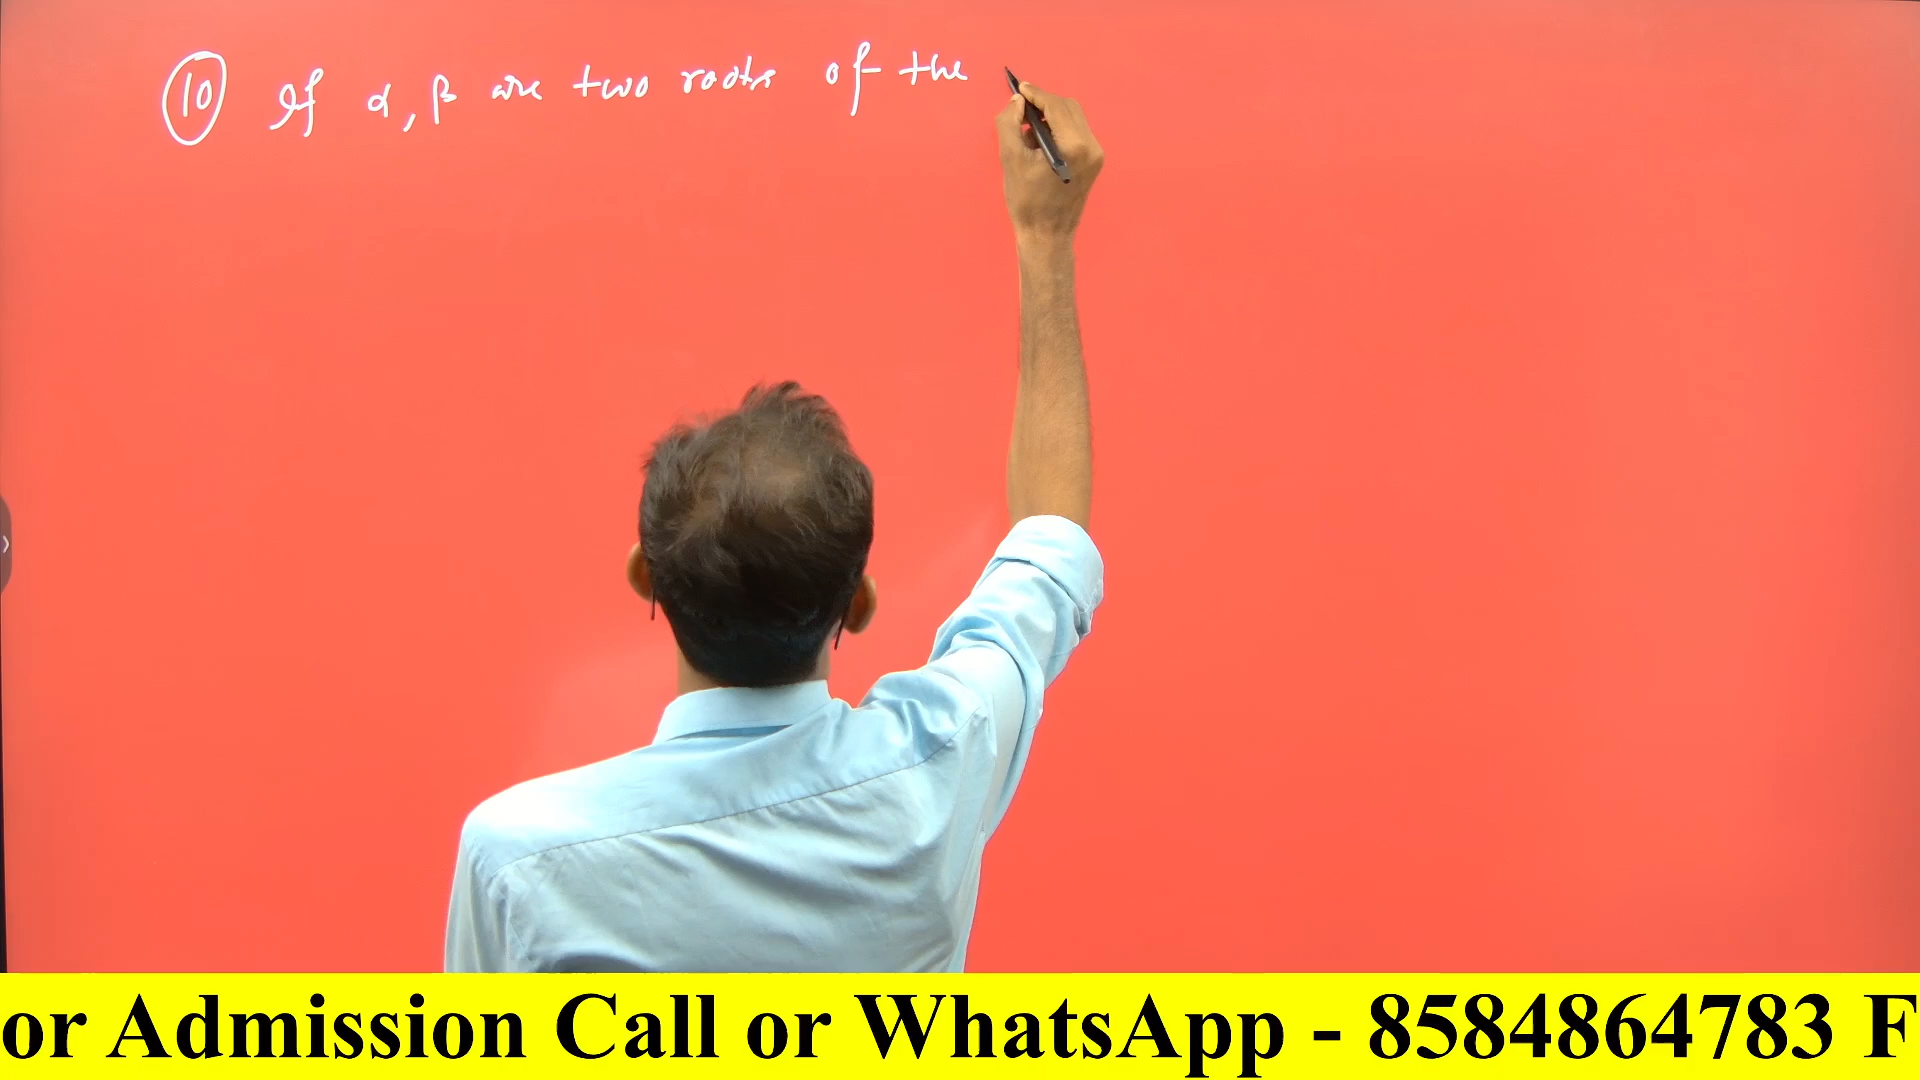 10 If α, β are two roots of the
or Admission Call or WhatsApp - 8584864783 F